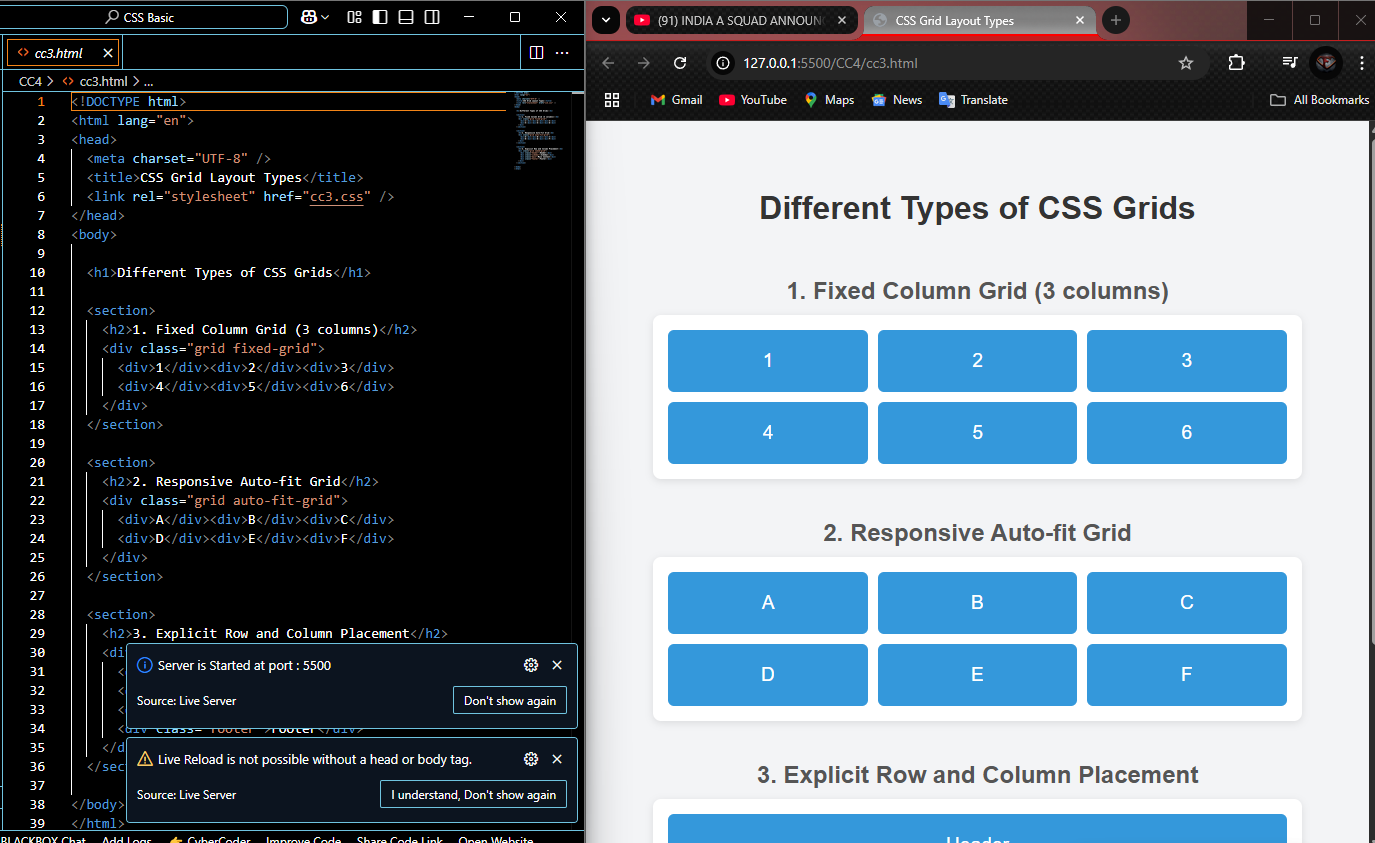 CSS Basic
cc3.html
CC4 > cc3.html > ...
1 <!DOCTYPE html>
2 <html lang="en">
3 <head>
4 <meta charset="UTF-8" />
5 <title>CSS Grid Layout Types</title>
6 <link rel="stylesheet" href="cc3.css" />
7 </head>
8 <body>
9
10 <h1>Different Types of CSS Grids</h1>
11
12 <section>
13 <h2>1. Fixed Column Grid (3 columns)</h2>
14 <div class="grid fixed-grid">
15 <div>1</div><div>2</div><div>3</div>
16 <div>4</div><div>5</div><div>6</div>
17 </div>
18 </section>
19
20 <section>
21 <h2>2. Responsive Auto-fit Grid</h2>
22 <div class="grid auto-fit-grid">
23 <div>A</div><div>B</div><div>C</div>
24 <div>D</div><div>E</div><div>F</div>
25 </div>
26 </section>
27
28 <section>
29 <h2>3. Explicit Row and Column Placement</h2>
30 <di
31 <
32 <
33 <
34 <div class="footer">Footer</div>
35 </d
36 </sec
37
38 </body>
39 </html>
Server is Started at port : 5500
Source: Live Server
Don't show again
Live Reload is not possible without a head or body tag.
Source: Live Server
I understand, Don't show again
BLACKBOX Chat Add Logs CyberCoder Improve Code Share Code Link Open Website
(91) INDIA A SQUAD ANNOUN
CSS Grid Layout Types
127.0.0.1:5500/CC4/cc3.html
Gmail YouTube Maps News Translate All Bookmarks
Different Types of CSS Grids
1. Fixed Column Grid (3 columns)
1 2 3
4 5 6
2. Responsive Auto-fit Grid
A B C
D E F
3. Explicit Row and Column Placement
Header